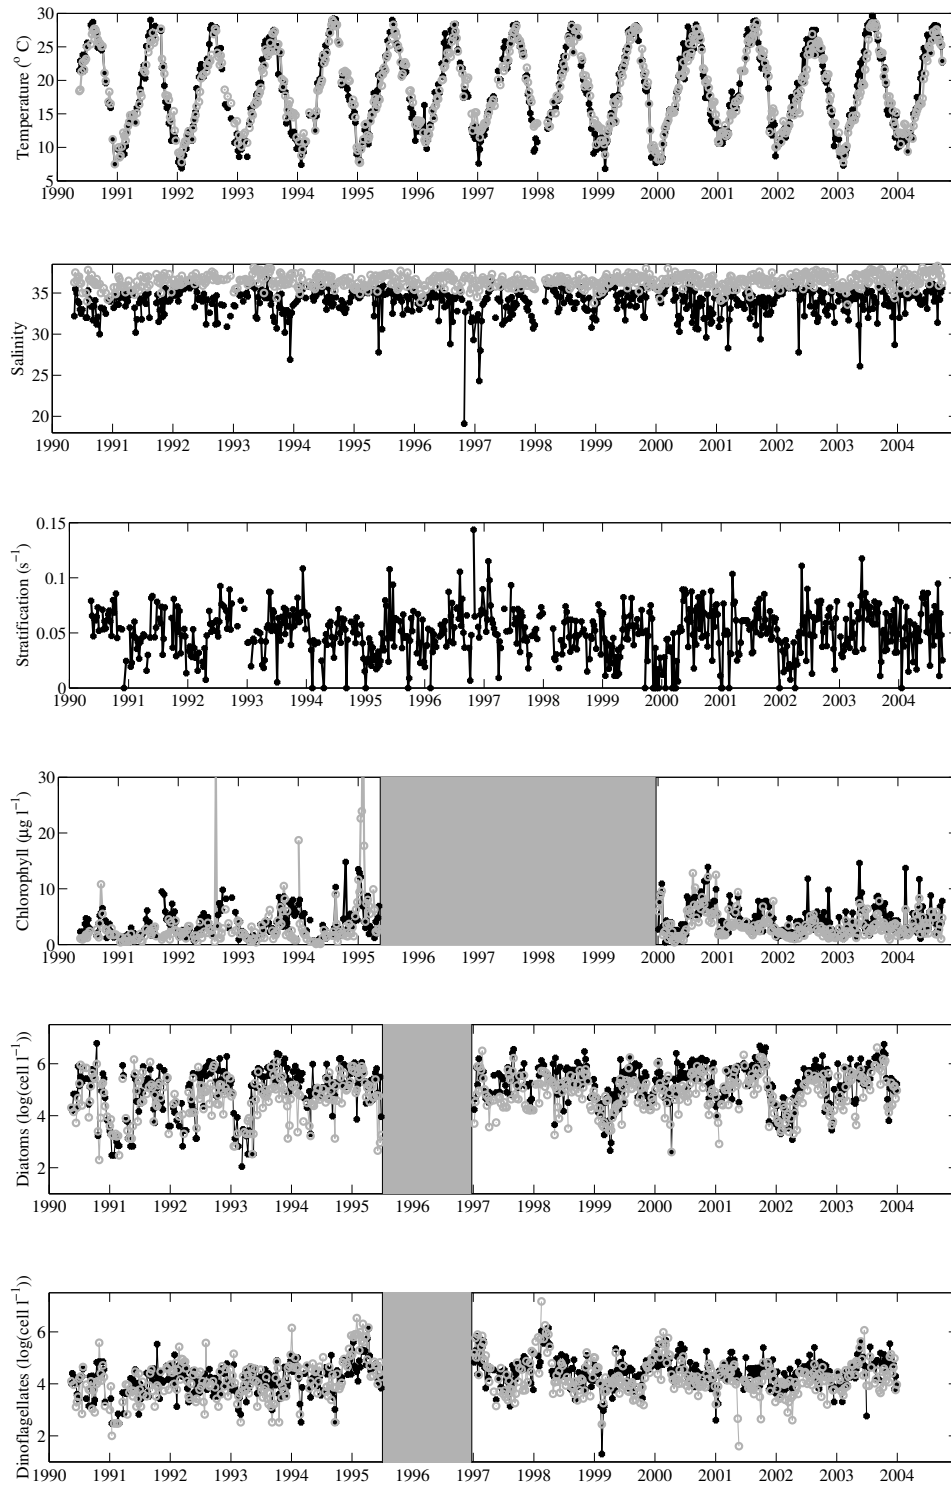 Temperature (° C)
30
25
20
15
10
5
1990 1991 1992 1993 1994 1995 1996 1997 1998 1999 2000 2001 2002 2003 2004
Salinity
35
30
25
20
1990 1991 1992 1993 1994 1995 1996 1997 1998 1999 2000 2001 2002 2003 2004
Stratification (s⁻¹)
0.15
0.1
0.05
0
1990 1991 1992 1993 1994 1995 1996 1997 1998 1999 2000 2001 2002 2003 2004
Chlorophyll (µg l⁻¹)
30
20
10
0
1990 1991 1992 1993 1994 1995 1996 1997 1998 1999 2000 2001 2002 2003 2004
Diatoms (log(cell l⁻¹))
6
4
2
1990 1991 1992 1993 1994 1995 1996 1997 1998 1999 2000 2001 2002 2003 2004
Dinoflagellates (log(cell l⁻¹))
6
4
2
1990 1991 1992 1993 1994 1995 1996 1997 1998 1999 2000 2001 2002 2003 2004